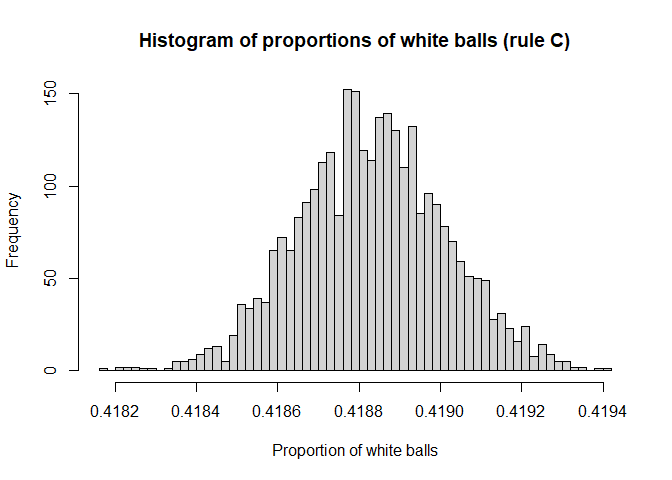 Histogram of proportions of white balls (rule C)
150
100
50
0
Frequency
0.4182 0.4184 0.4186 0.4188 0.4190 0.4192 0.4194
Proportion of white balls